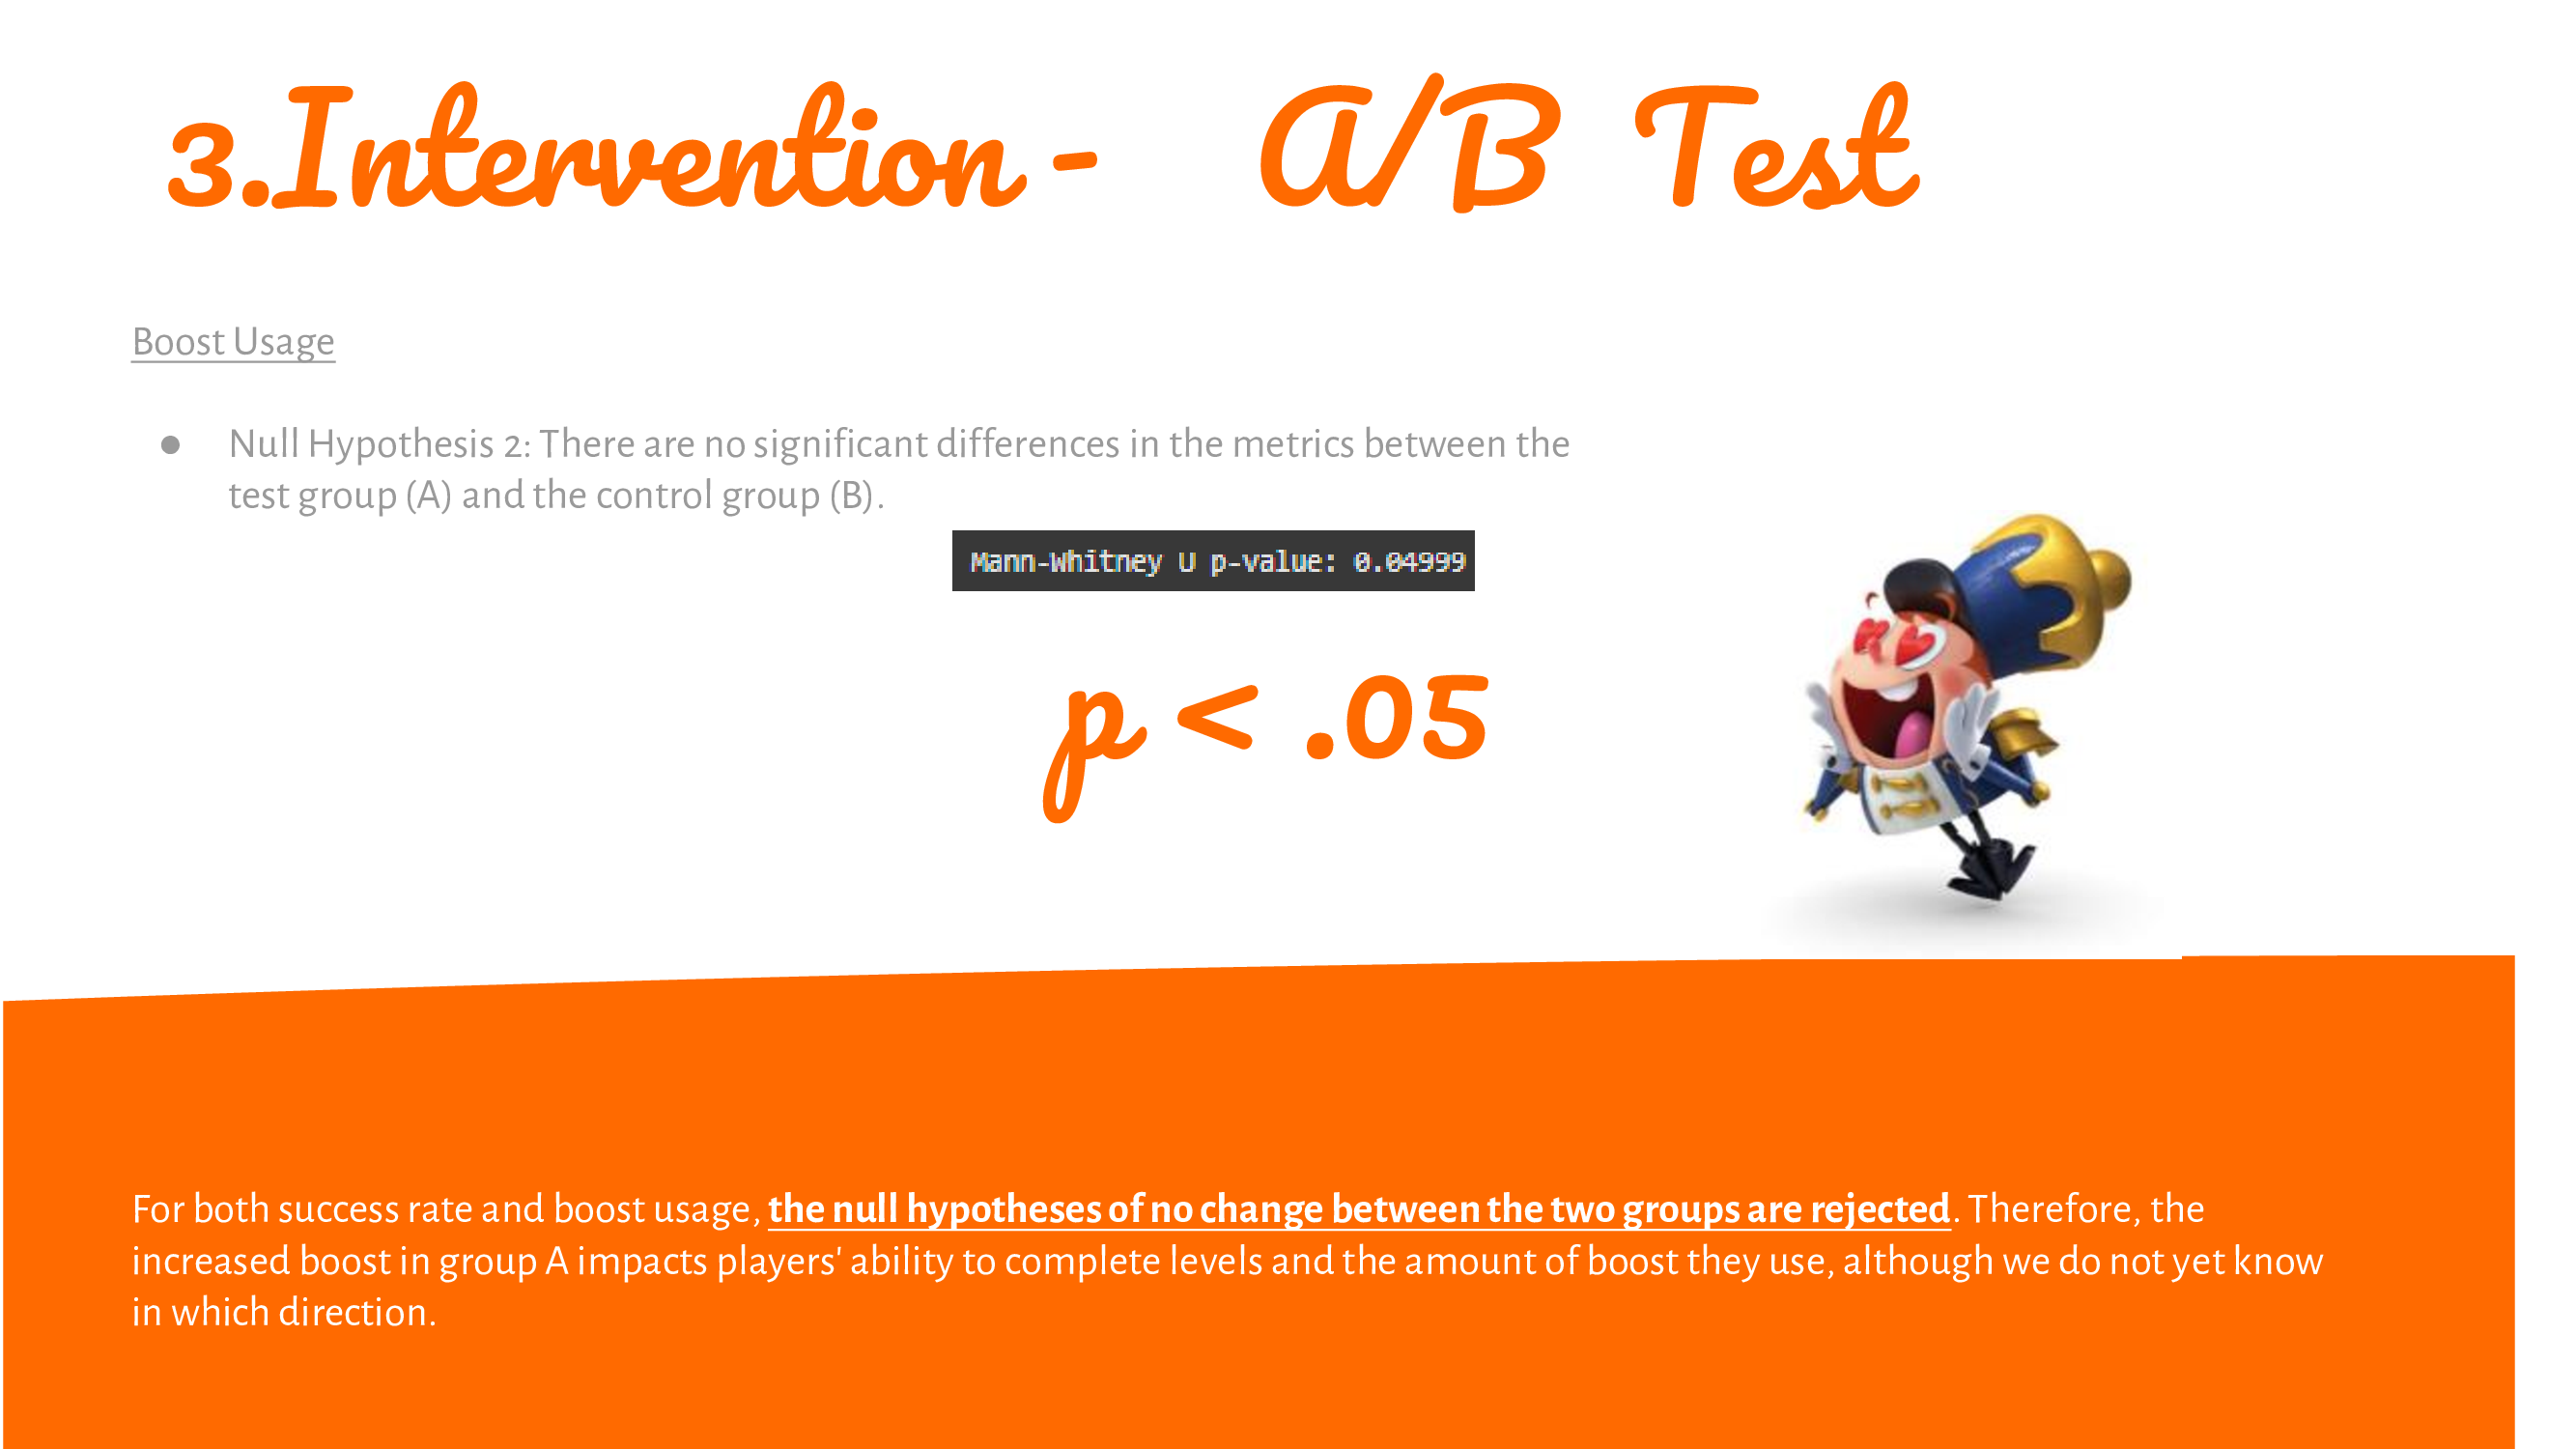 3.Intervention - A/B Test
Boost Usage
● Null Hypothesis 2: There are no significant differences in the metrics between the
test group (A) and the control group (B).
Mann-Whitney U p-value: 0.04999
p < .05
For both success rate and boost usage, the null hypotheses of no change between the two groups are rejected. Therefore, the
increased boost in group A impacts players' ability to complete levels and the amount of boost they use, although we do not yet know
in which direction.